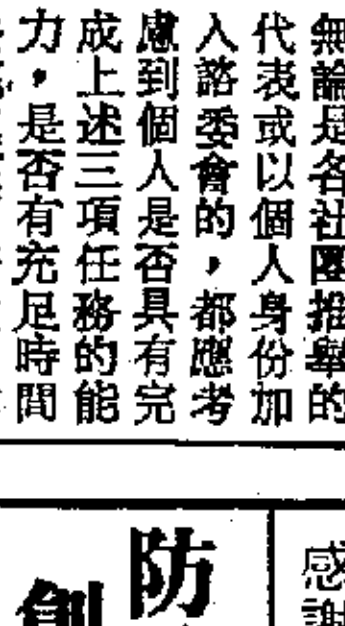 無論是各社團推舉的
代表或以個人身份加
入諮委會的，都應考
慮到個人是否具有完
成上述三項任務的能
力，是否有充足時間
感謝
防
創